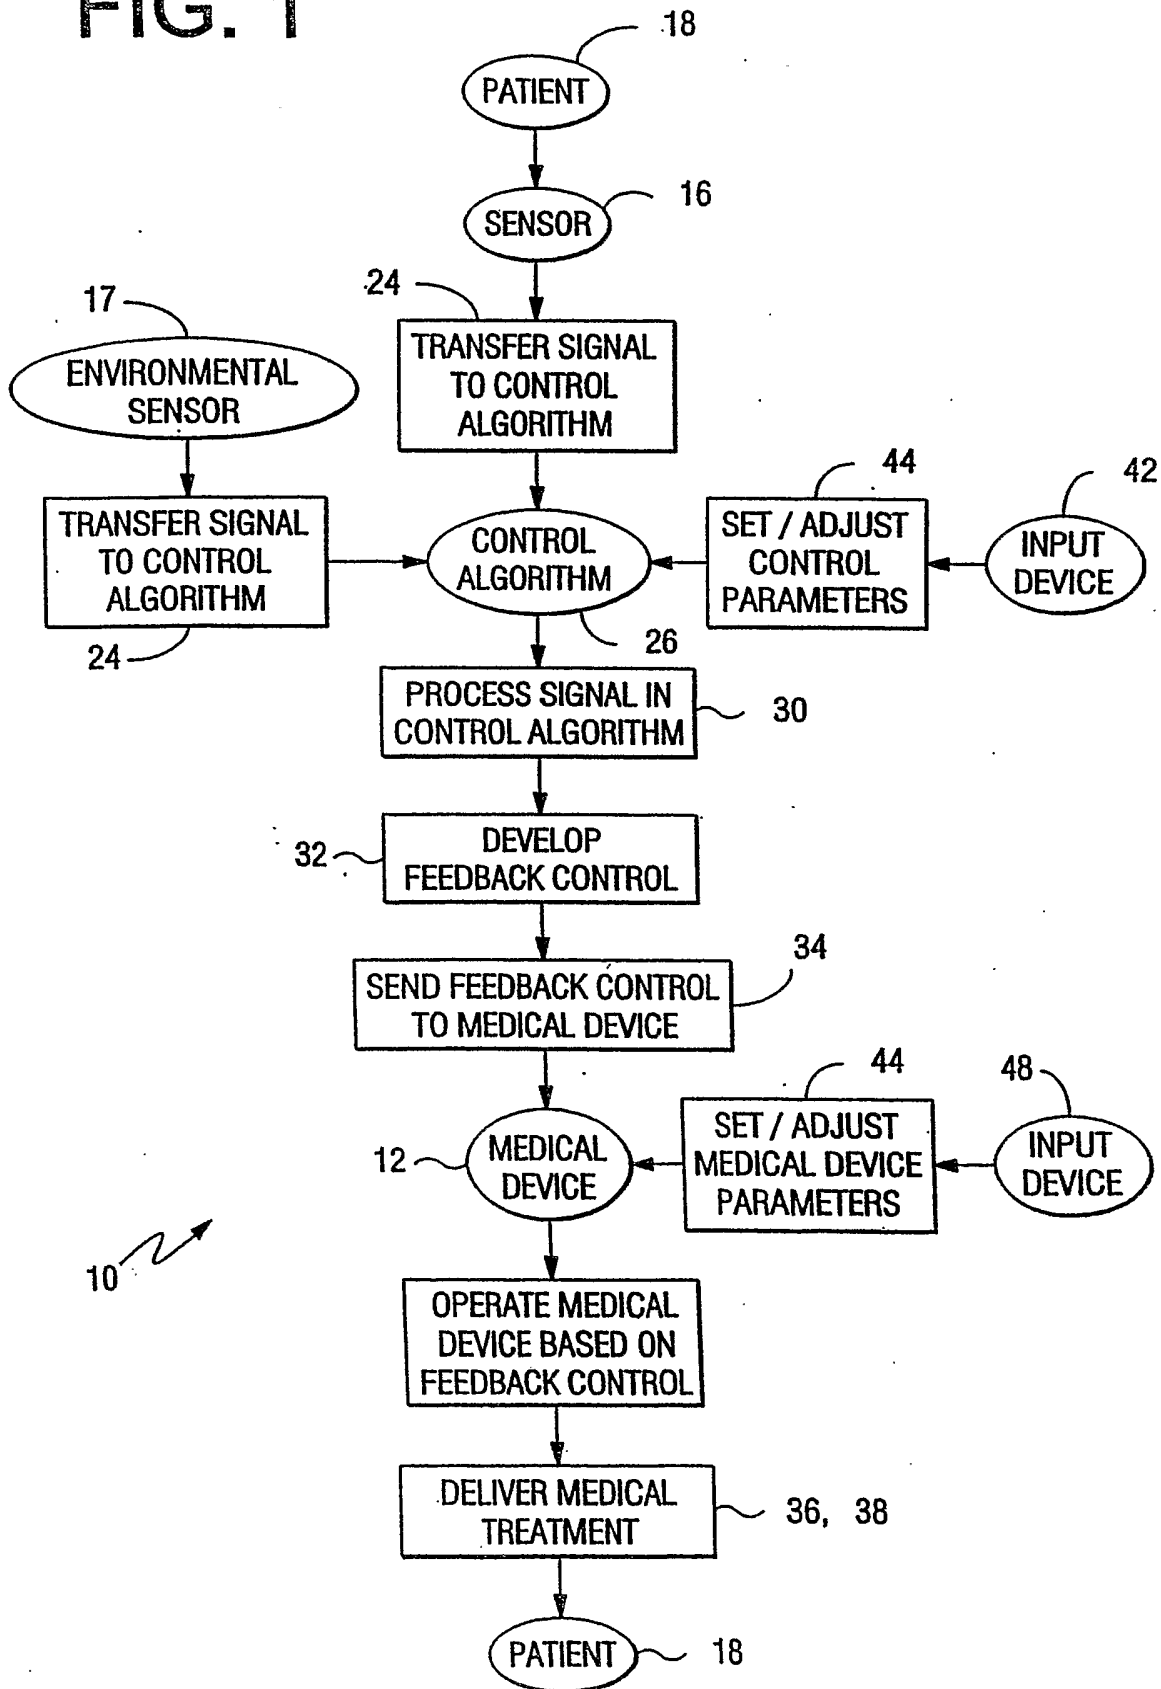 FIG. 1
18
PATIENT
16
SENSOR
24
TRANSFER SIGNAL
TO CONTROL
ALGORITHM
17
ENVIRONMENTAL
SENSOR
TRANSFER SIGNAL
TO CONTROL
ALGORITHM
24
CONTROL
ALGORITHM
26
44
SET / ADJUST
CONTROL
PARAMETERS
42
INPUT
DEVICE
PROCESS SIGNAL IN
CONTROL ALGORITHM
30
32
DEVELOP
FEEDBACK CONTROL
34
SEND FEEDBACK CONTROL
TO MEDICAL DEVICE
12
MEDICAL
DEVICE
44
SET / ADJUST
MEDICAL DEVICE
PARAMETERS
48
INPUT
DEVICE
10
OPERATE MEDICAL
DEVICE BASED ON
FEEDBACK CONTROL
DELIVER MEDICAL
TREATMENT
36, 38
PATIENT
18